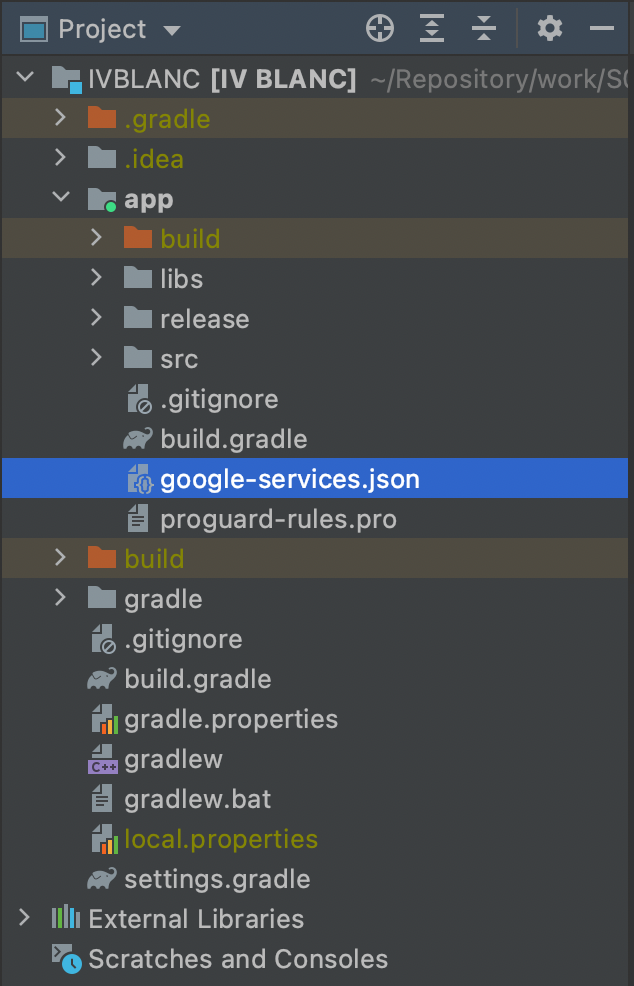 Project
IVBLANC [IV BLANC] ~/Repository/work/S
.gradle
.idea
app
build
libs
release
src
.gitignore
build.gradle
google-services.json
proguard-rules.pro
build
gradle
.gitignore
build.gradle
gradle.properties
C++ gradlew
gradlew.bat
local.properties
settings.gradle
External Libraries
Scratches and Consoles